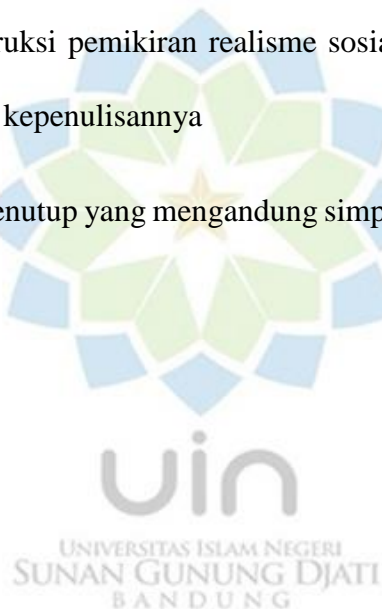 ruksi pemikiran realisme sosia
kepenulisannya
enutup yang mengandung simp
uin
UNIVERSITAS ISLAM NEGERI
SUNAN GUNUNG DJATI
BANDUNG